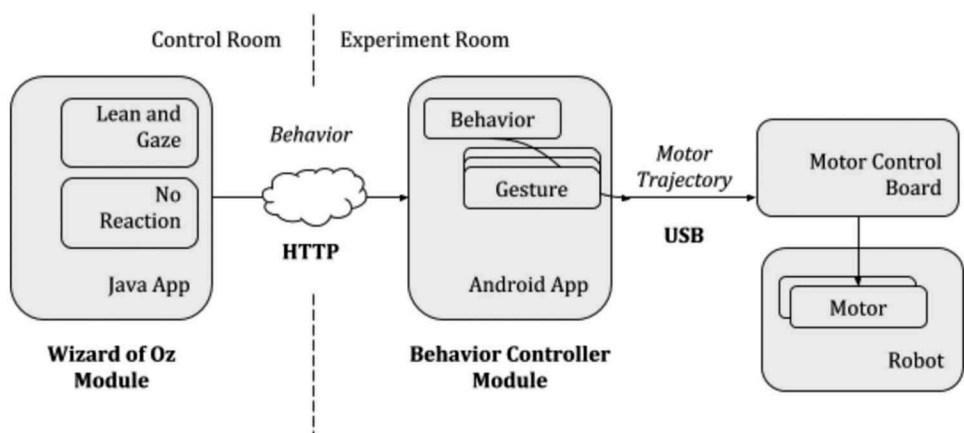 Control Room
Experiment Room
Lean and
Gaze
No
Reaction
Java App
Wizard of Oz
Module
Behavior
HTTP
Behavior
Gesture
Android App
Behavior Controller
Module
Motor
Trajectory
USB
Motor Control
Board
Motor
Robot